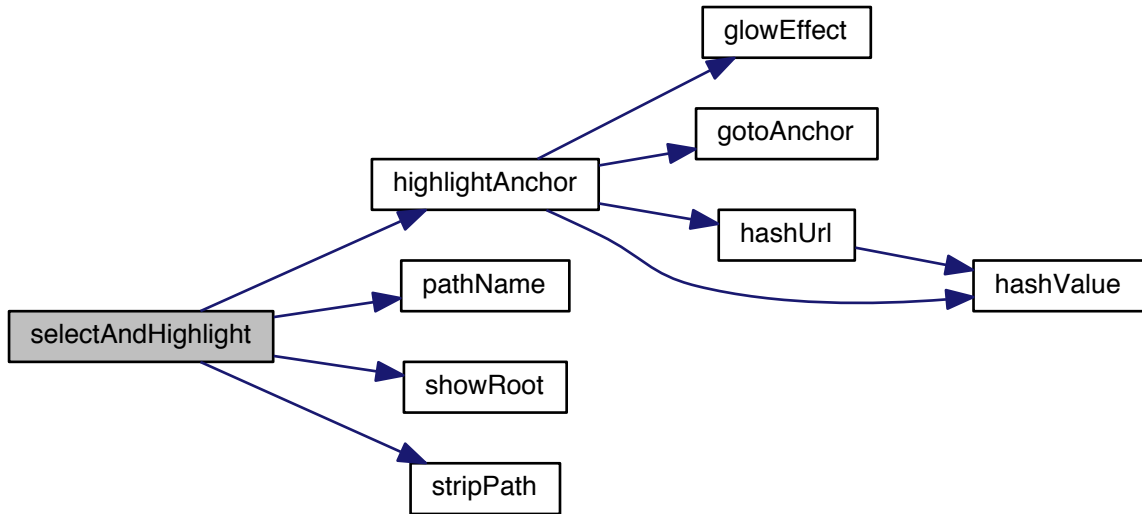 glowEffect
gotoAnchor
highlightAnchor
hashUrl
pathName
hashValue
selectAndHighlight
showRoot
stripPath